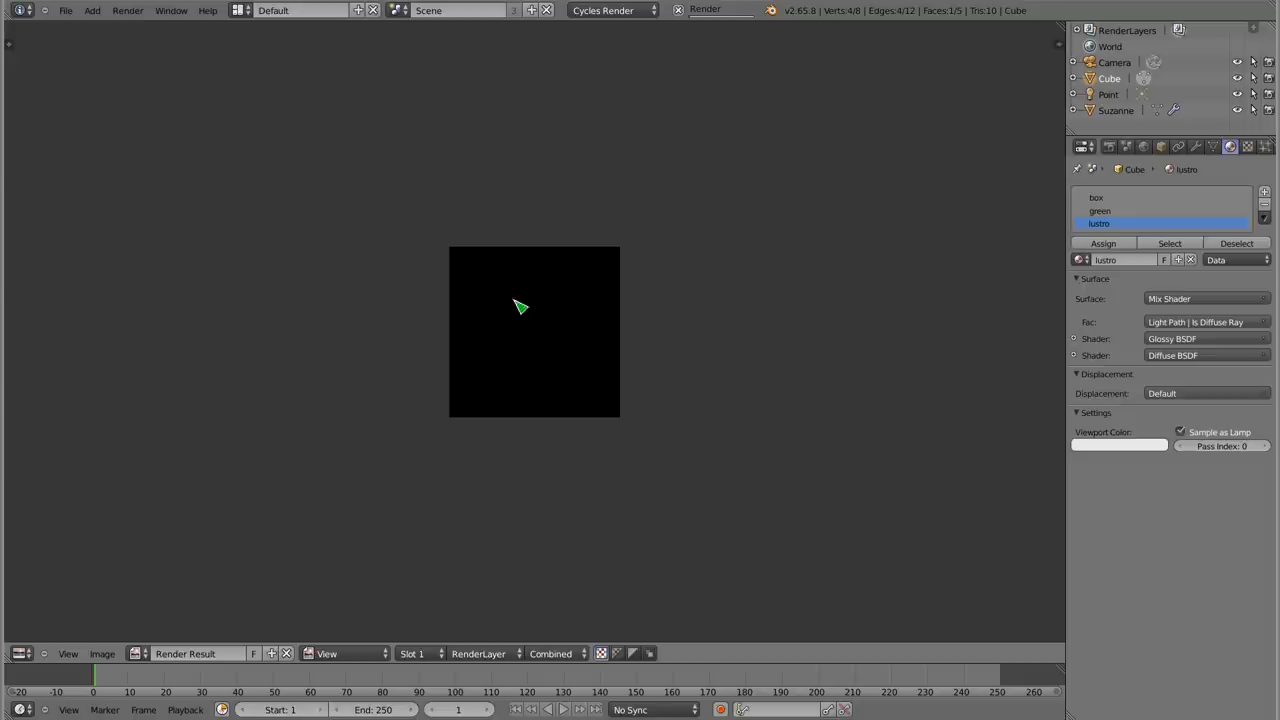 File Add Render Window Help Default Scene 3 Cycles Render Render v2.65.8 | Verts:4/8 | Edges:4/12 | Faces:1/5 | Tris:10 | Cube
RenderLayers
World
Camera
Cube
Point
Suzanne
Cube lustro
box
green
lustro
Assign Select Deselect
lustro F Data
Surface
Surface: Mix Shader
Fac: Light Path | Is Diffuse Ray
Shader: Glossy BSDF
Shader: Diffuse BSDF
Displacement
Displacement: Default
Settings
Viewport Color: Sample as Lamp
Pass Index: 0
View Image Render Result F View Slot 1 RenderLayer Combined
-20 -10 0 10 20 30 40 50 60 70 80 90 100 110 120 130 140 150 160 170 180 190 200 210 220 230 240 250 260
View Marker Frame Playback Start: 1 End: 250 1 No Sync